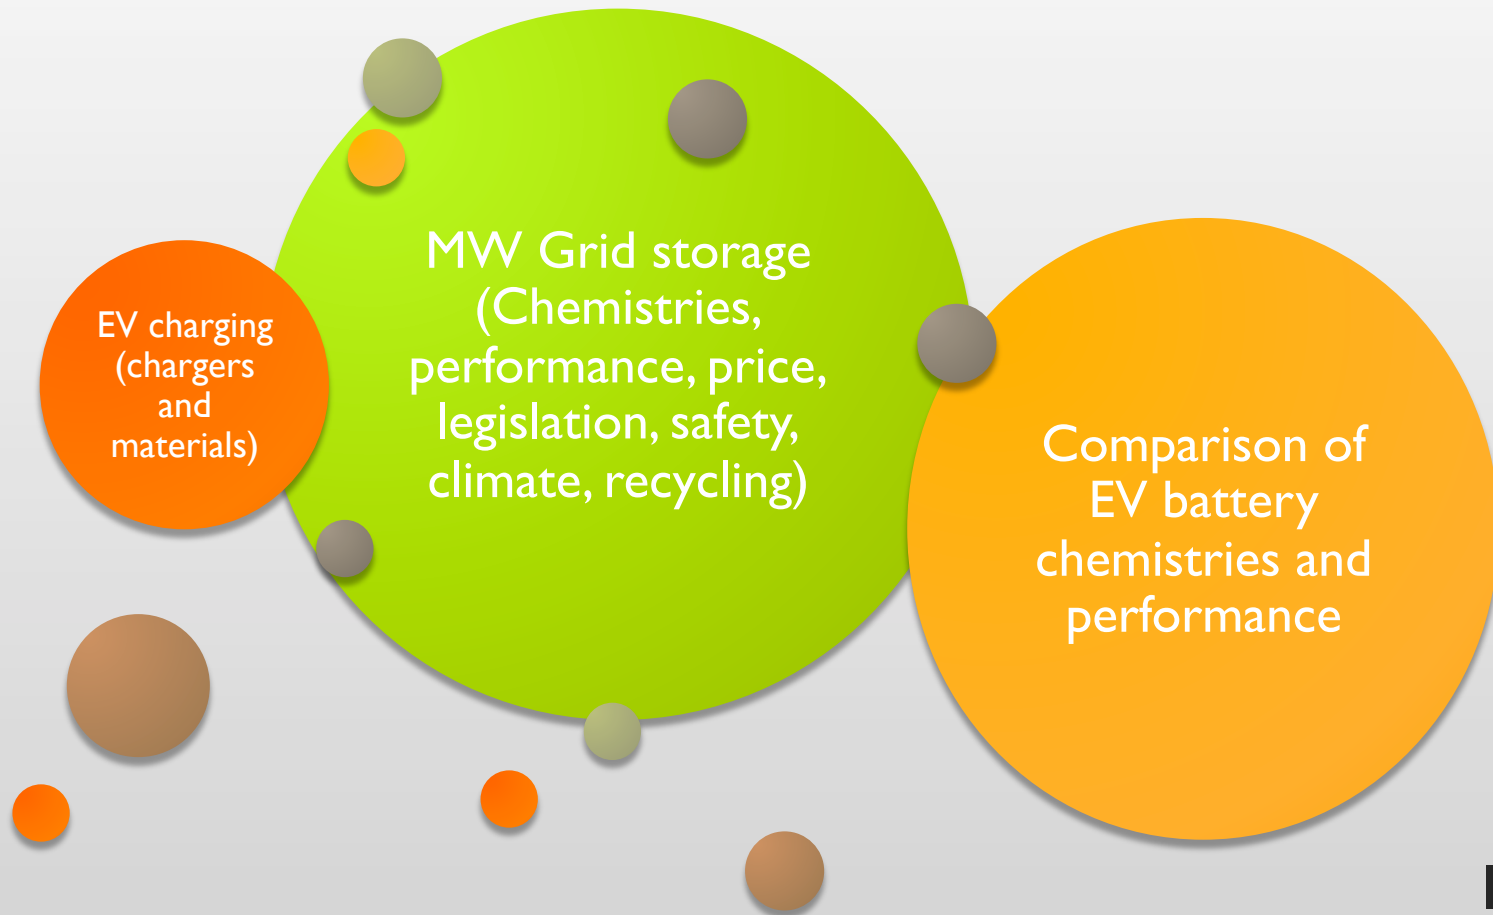 EV charging
(chargers
and
materials)
MW Grid storage
(Chemistries,
performance, price,
legislation, safety,
climate, recycling)
Comparison of
EV battery
chemistries and
performance